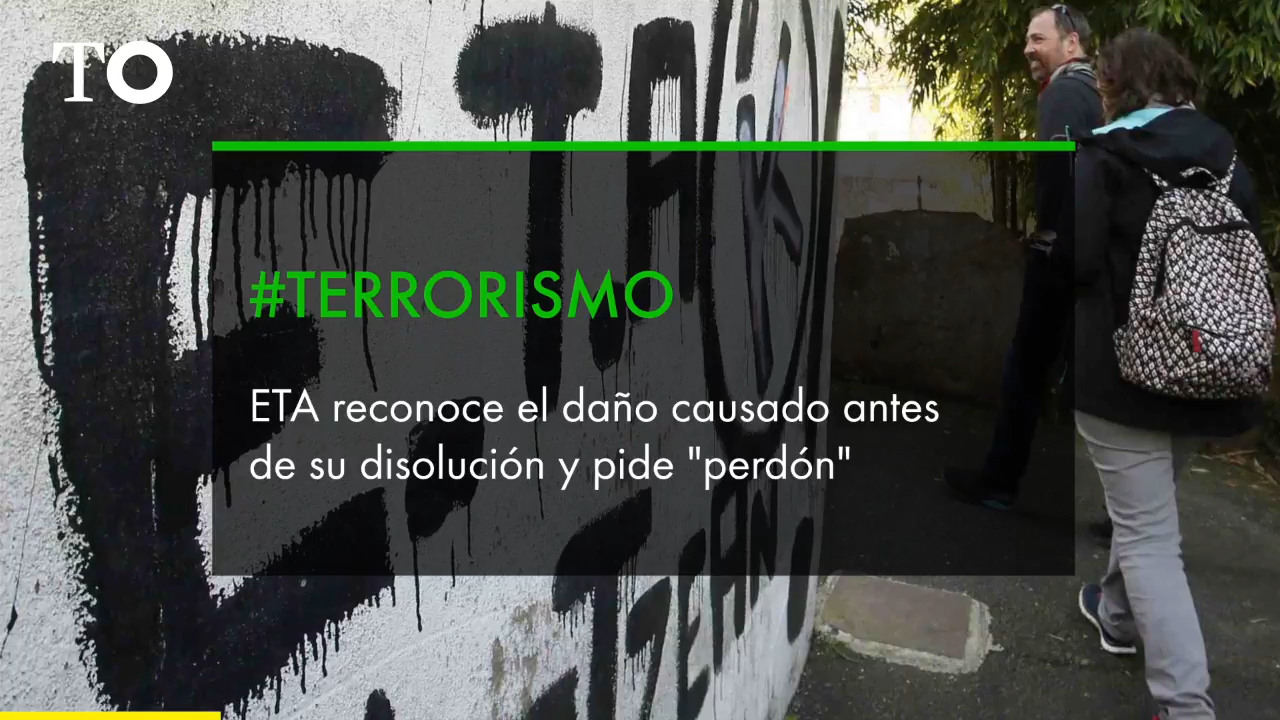 TO
E.T.A.
#TERRORISMO
ETA reconoce el daño causado antes
de su disolución y pide "perdón"